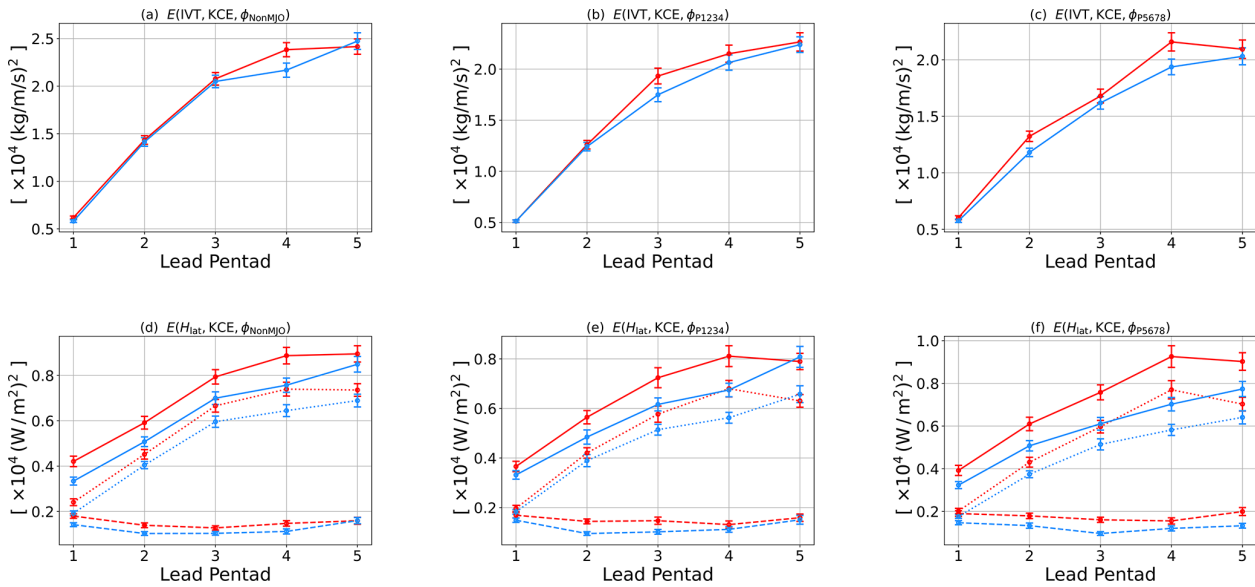 (a) E(IVT, KCE, ϕNonMJO)
[ ×10⁴ (kg/m/s)² ]
2.5
2.0
1.5
1.0
0.5
1 2 3 4 5
Lead Pentad
(b) E(IVT, KCE, ϕP1234)
[ ×10⁴ (kg/m/s)² ]
2.0
1.5
1.0
0.5
1 2 3 4 5
Lead Pentad
(c) E(IVT, KCE, ϕP5678)
[ ×10⁴ (kg/m/s)² ]
2.0
1.5
1.0
0.5
1 2 3 4 5
Lead Pentad
(d) E(Hlat, KCE, ϕNonMJO)
[ ×10⁴ (W / m²)² ]
0.8
0.6
0.4
0.2
1 2 3 4 5
Lead Pentad
(e) E(Hlat, KCE, ϕP1234)
[ ×10⁴ (W / m²)² ]
0.8
0.6
0.4
0.2
1 2 3 4 5
Lead Pentad
(f) E(Hlat, KCE, ϕP5678)
[ ×10⁴ (W / m²)² ]
1.0
0.8
0.6
0.4
0.2
1 2 3 4 5
Lead Pentad